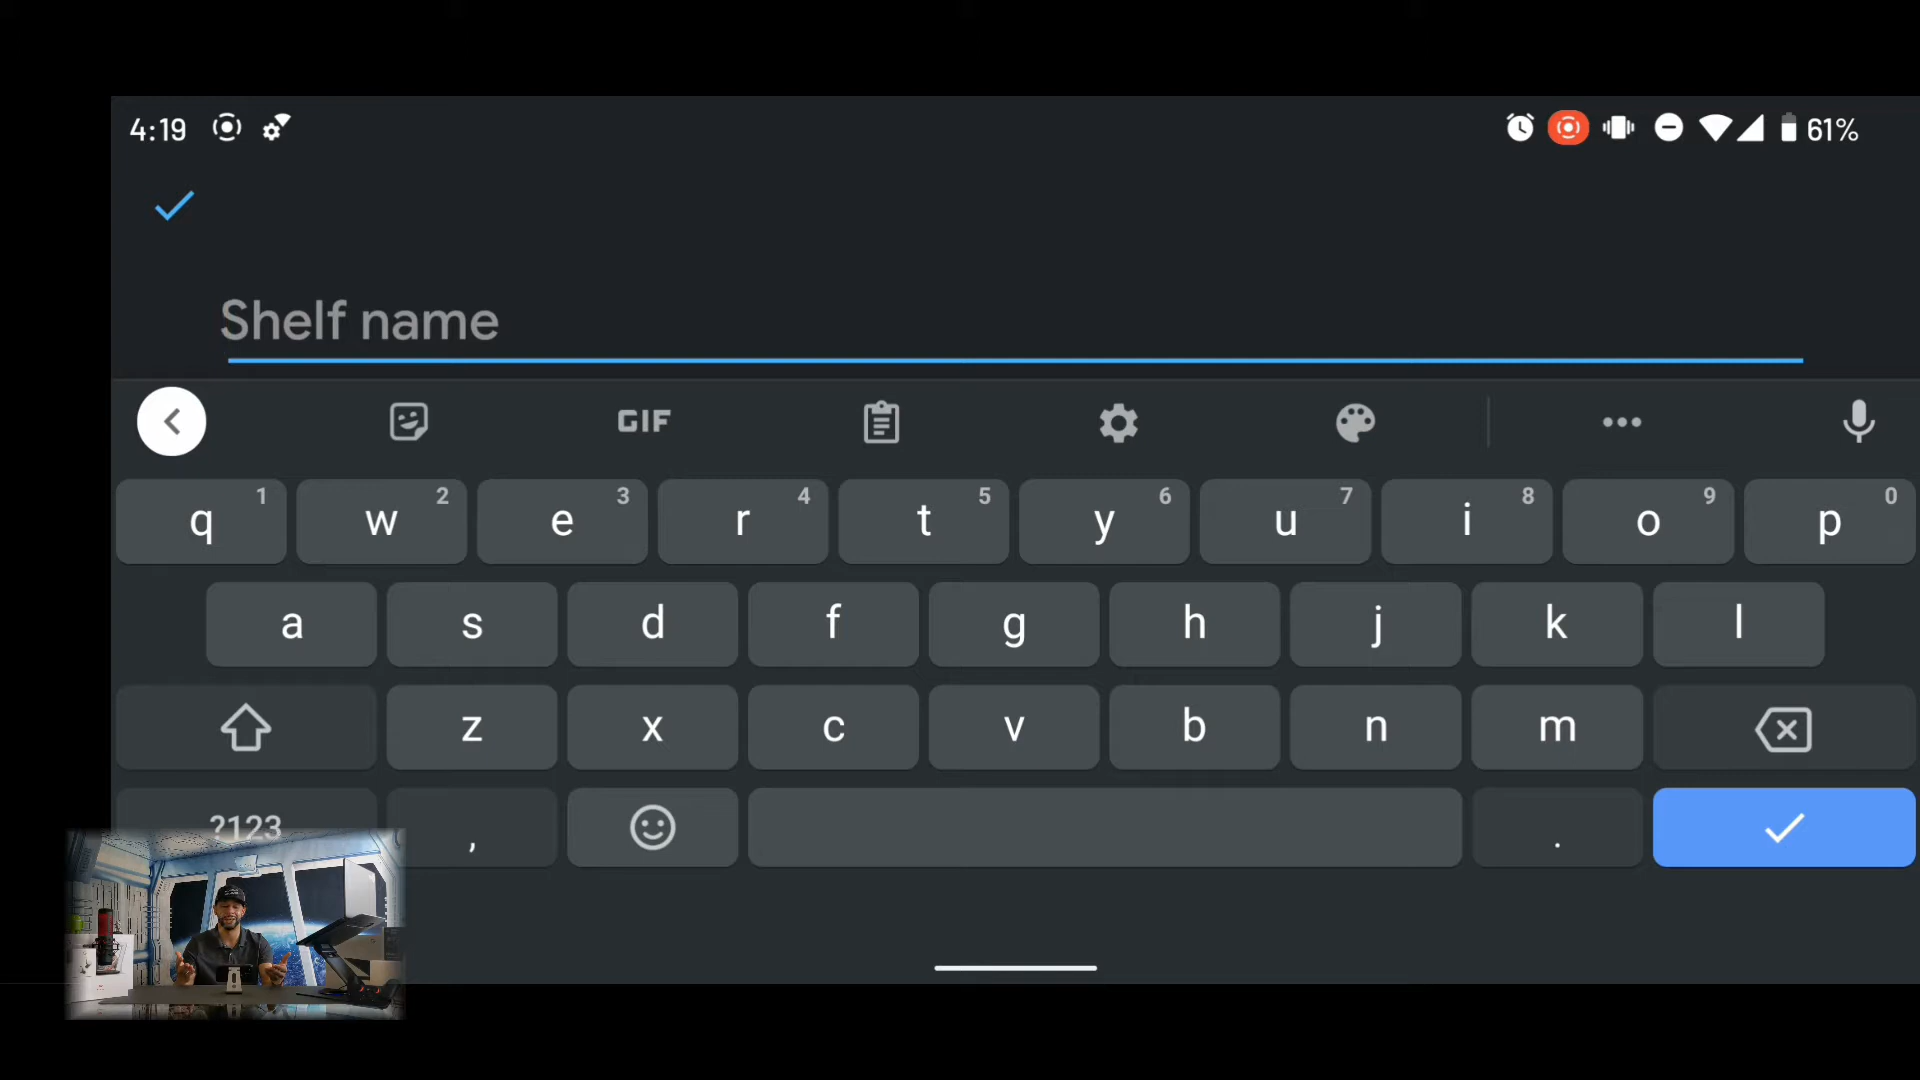 4:19
61%
Shelf name
GIF
q 1 w 2 e 3 r 4 t 5 y 6 u 7 i 8 o 9 p 0
a s d f g h j k l
z x c v b n m
?123 , .